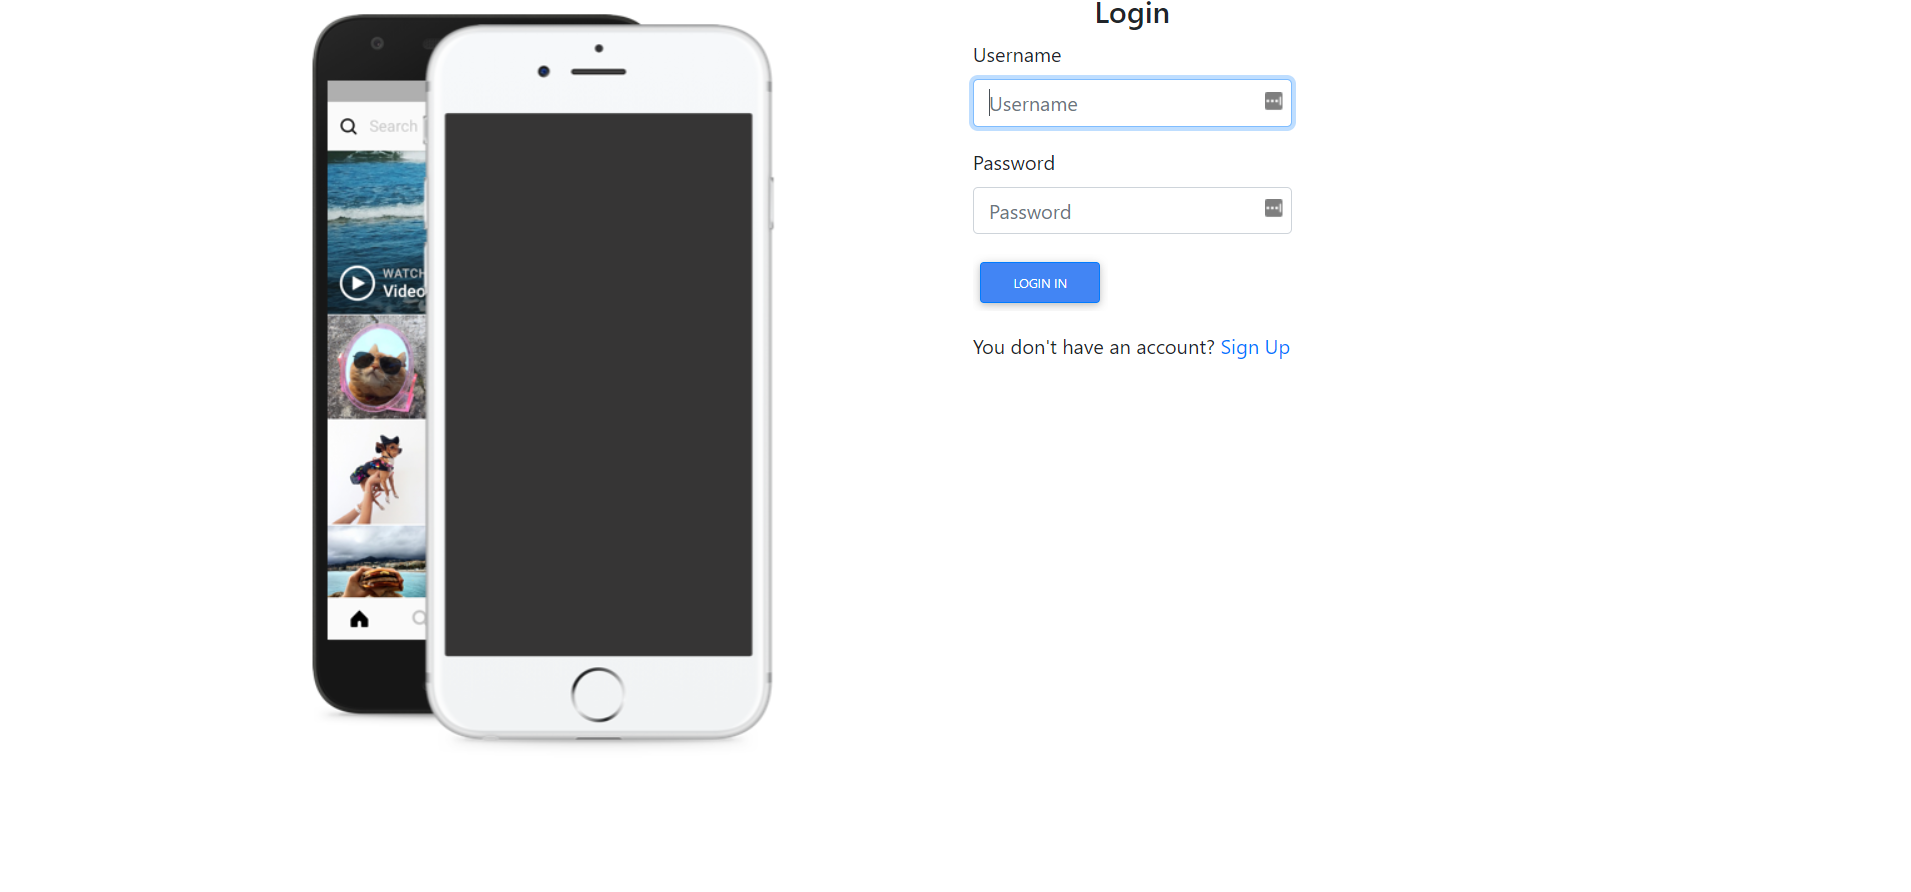 Search
WATCH
Video
Login
Username
Username
Password
Password
LOGIN IN
You don't have an account? Sign Up